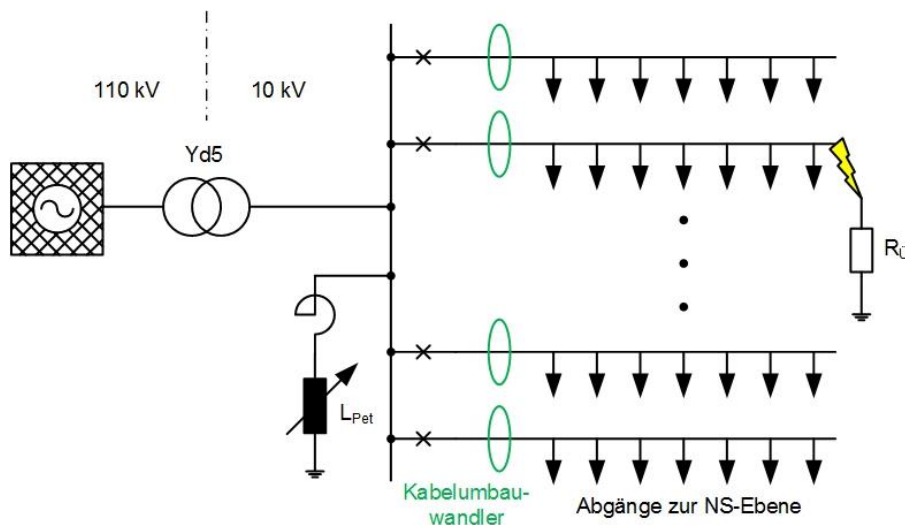 110 kV
10 kV
Yd5
R_Ü
L_Pet
Kabelumbau-
wandler
Abgänge zur NS-Ebene